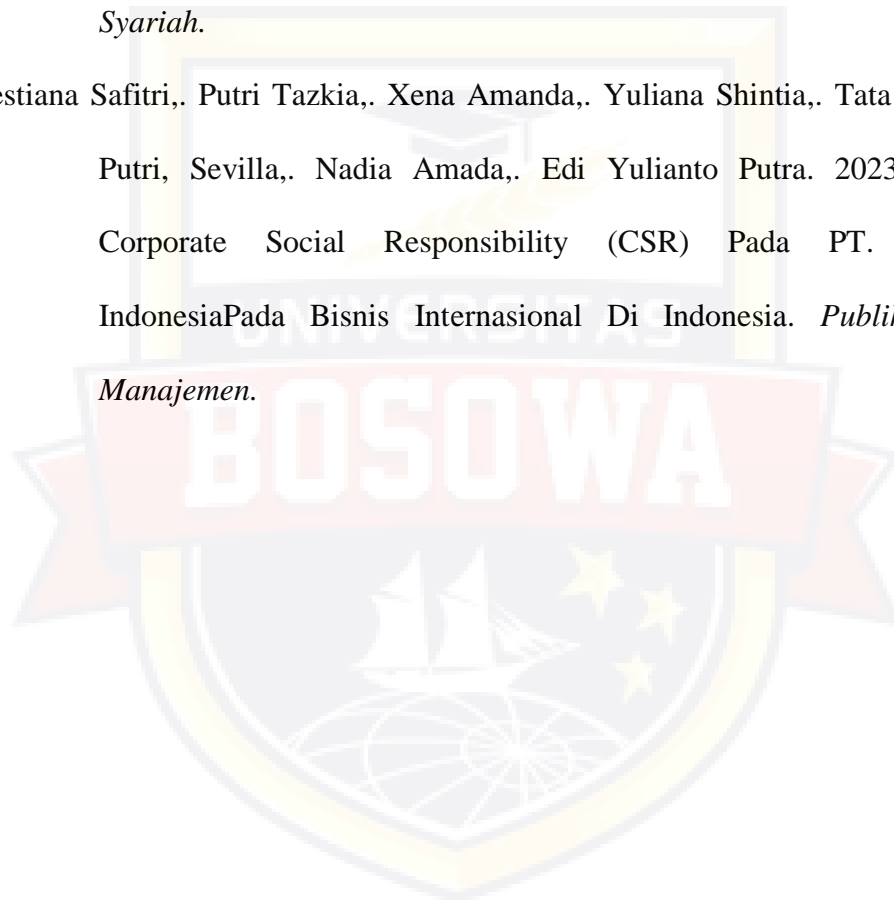 Syariah.
estiana Safitri,. Putri Tazkia,. Xena Amanda,. Yuliana Shintia,. Tata
Putri, Sevilla,. Nadia Amada,. Edi Yulianto Putra. 2023
Corporate Social Responsibility (CSR) Pada PT.
IndonesiaPada Bisnis Internasional Di Indonesia. Publi
Manajemen.
UNIVERSITAS
BOSOWA